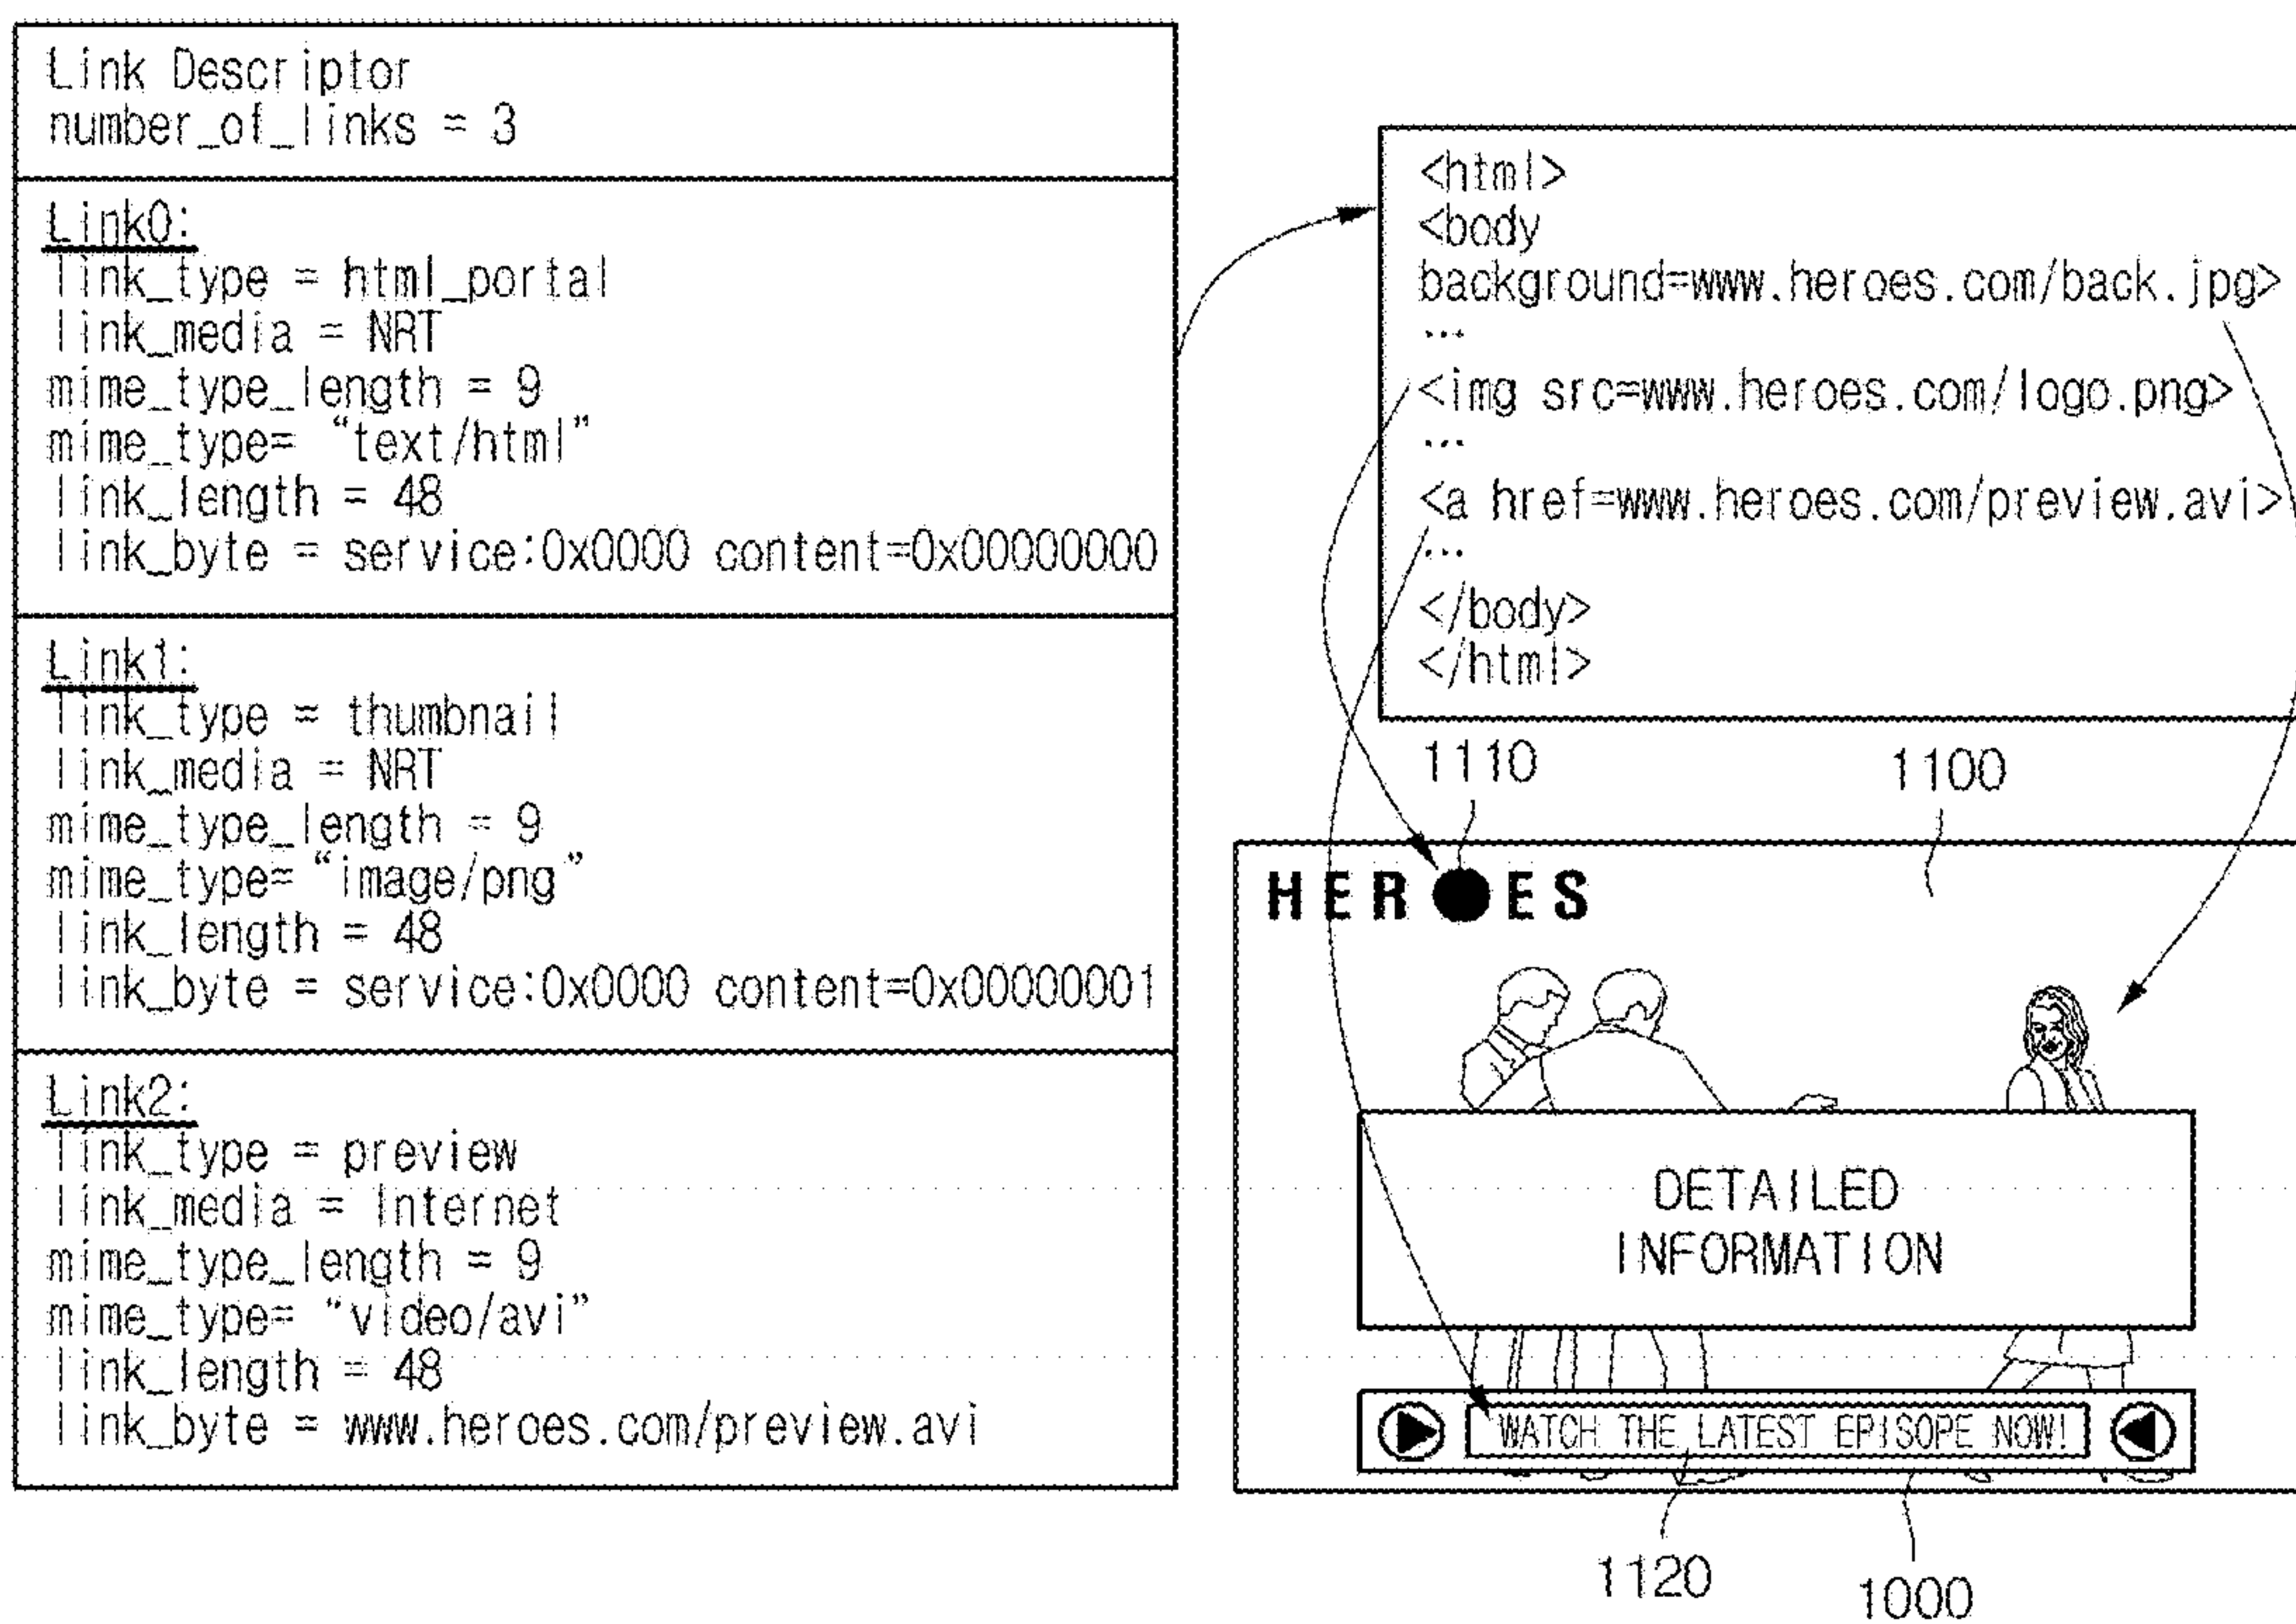 Link Descriptor
number_of_links = 3
Link0:
link_type = html_portal
link_media = NRT
mime_type_length = 9
mime_type= “text/html”
link_length = 48
link_byte = service:0x0000 content=0x00000000
Link1:
link_type = thumbnail
link_media = NRT
mime_type_length = 9
mime_type= “image/png”
link_length = 48
link_byte = service:0x0000 content=0x00000001
Link2:
link_type = preview
link_media = Internet
mime_type_length = 9
mime_type= “video/avi”
link_length = 48
link_byte = www.heroes.com/preview.avi
<html>
<body
background=www.heroes.com/back.jpg>
...
<img src=www.heroes.com/logo.png>
...
<a href=www.heroes.com/preview.avi>
...
</body>
</html>
1110
1100
HER●ES
DETAILED
INFORMATION
WATCH THE LATEST EPISOPE NOW!
1120
1000